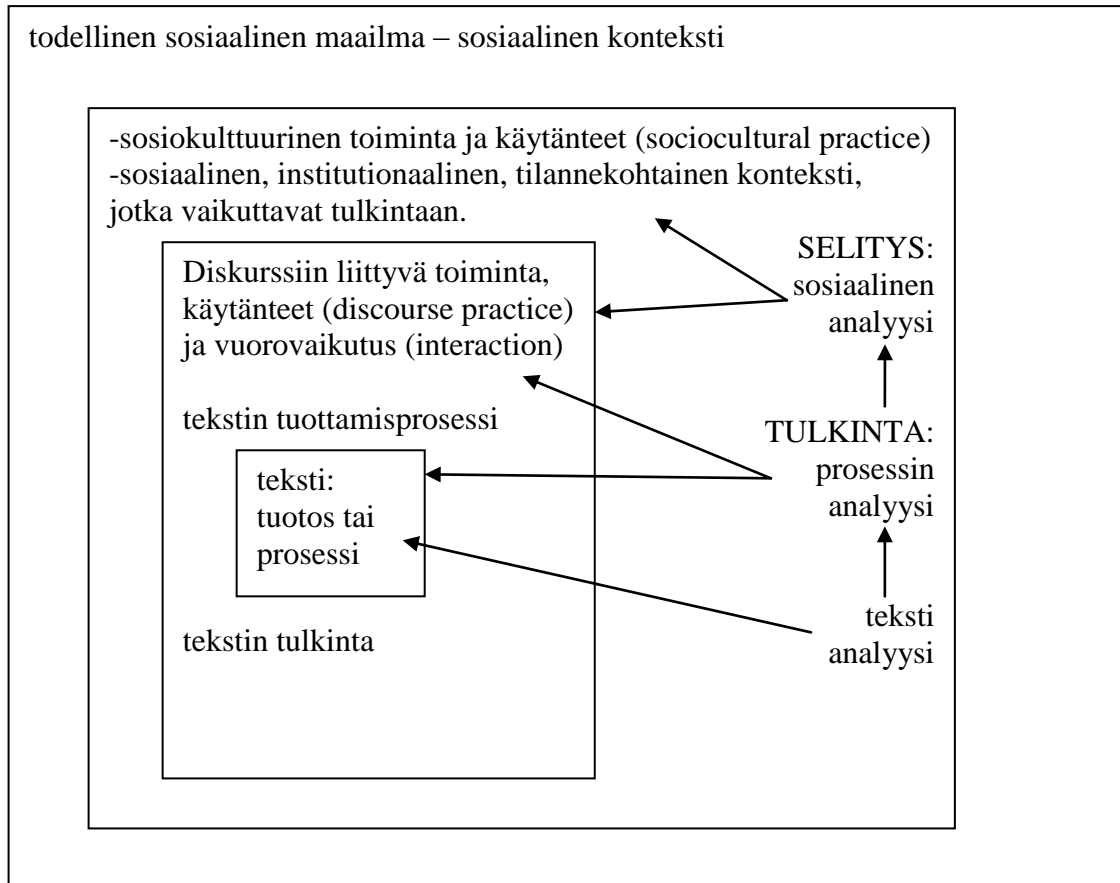 todellinen sosiaalinen maailma – sosiaalinen konteksti
-sosiokulttuurinen toiminta ja käytänteet (sociocultural practice)
-sosiaalinen, institutionaalinen, tilannekohtainen konteksti,
jotka vaikuttavat tulkintaan.
Diskurssiin liittyvä toiminta,
käytänteet (discourse practice)
ja vuorovaikutus (interaction)
tekstin tuottamisprosessi
teksti:
tuotos tai
prosessi
tekstin tulkinta
SELITYS:
sosiaalinen
analyysi
TULKINTA:
prosessin
analyysi
teksti
analyysi